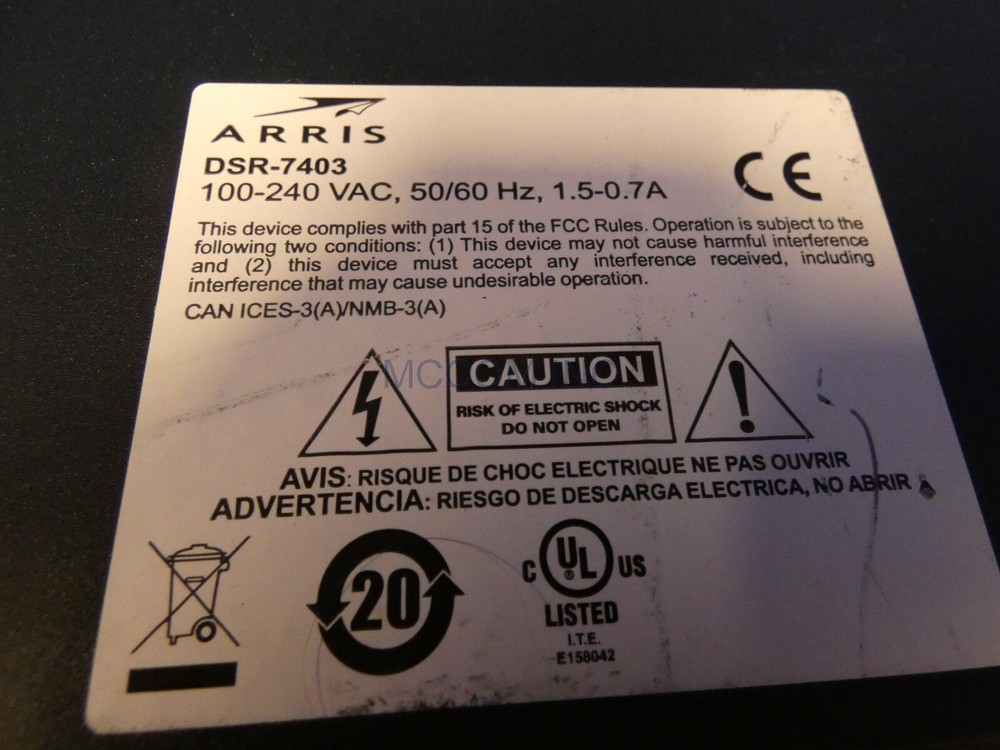 ARRIS
DSR-7403
100-240 VAC, 50/60 Hz, 1.5-0.7A
CE
This device complies with part 15 of the FCC Rules. Operation is subject to the
following two conditions: (1) This device may not cause harmful interference
and (2) this device must accept any interference received, including
interference that may cause undesirable operation.
CAN ICES-3(A)/NMB-3(A)
CAUTION
RISK OF ELECTRIC SHOCK
DO NOT OPEN
AVIS: RISQUE DE CHOC ELECTRIQUE NE PAS OUVRIR
ADVERTENCIA: RIESGO DE DESCARGA ELECTRICA, NO ABRIR
20
C UL ® US
LISTED
I.T.E.
E158042